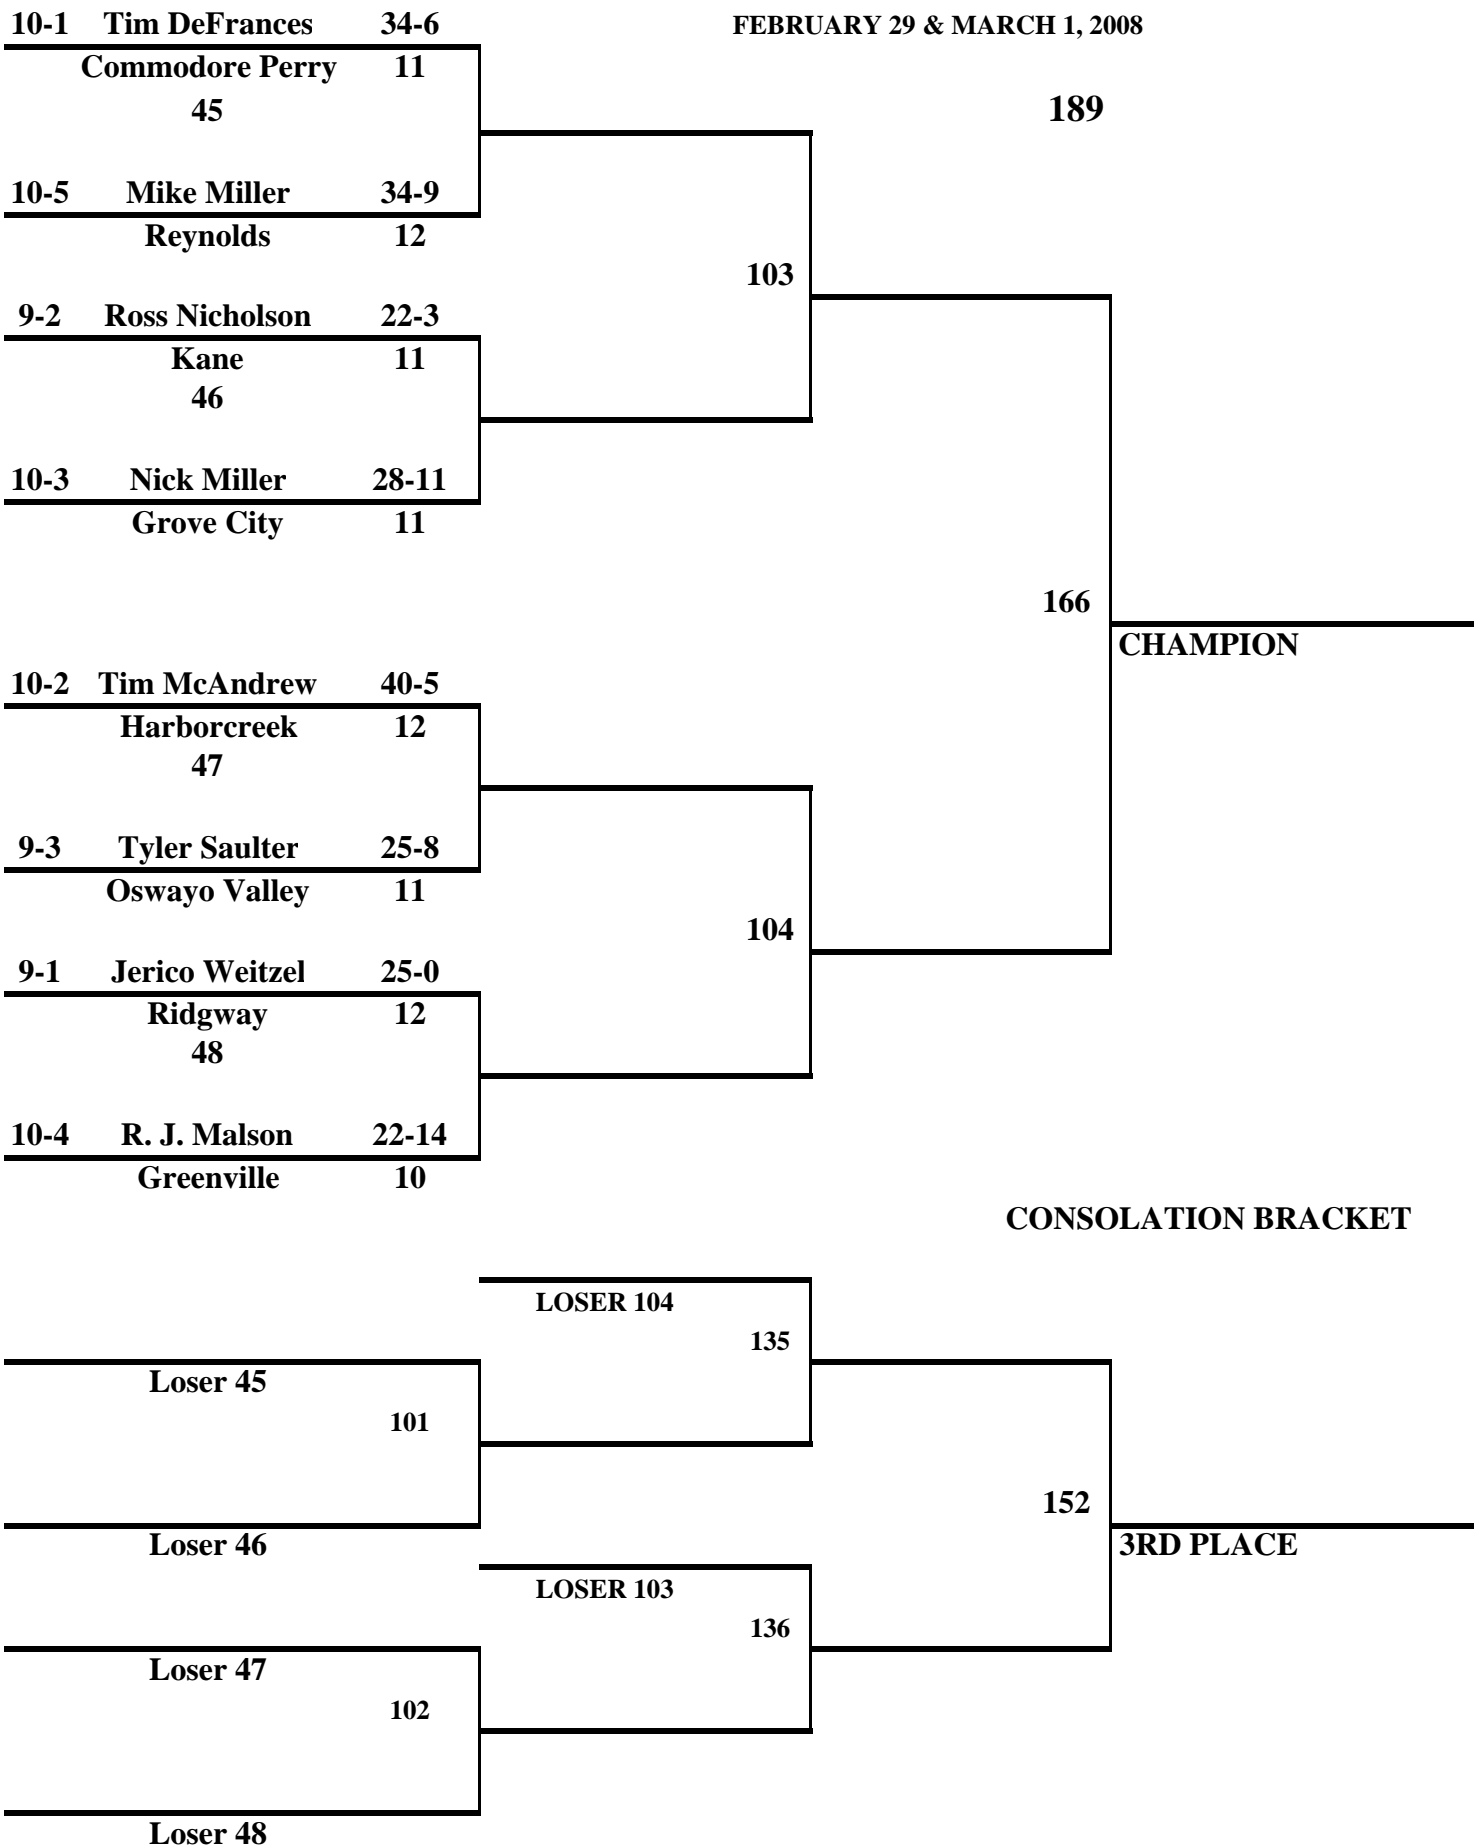 10-1 Tim DeFrances 34-6 FEBRUARY 29 & MARCH 1, 2008
Commodore Perry 11
45 189
10-5 Mike Miller 34-9
Reynolds 12
103
9-2 Ross Nicholson 22-3
Kane 11
46
10-3 Nick Miller 28-11
Grove City 11
166
CHAMPION
10-2 Tim McAndrew 40-5
Harborcreek 12
47
9-3 Tyler Saulter 25-8
Oswayo Valley 11
104
9-1 Jerico Weitzel 25-0
Ridgway 12
48
10-4 R. J. Malson 22-14
Greenville 10
CONSOLATION BRACKET
LOSER 104
135
Loser 45
101
152
Loser 46 3RD PLACE
LOSER 103
136
Loser 47
102
Loser 48